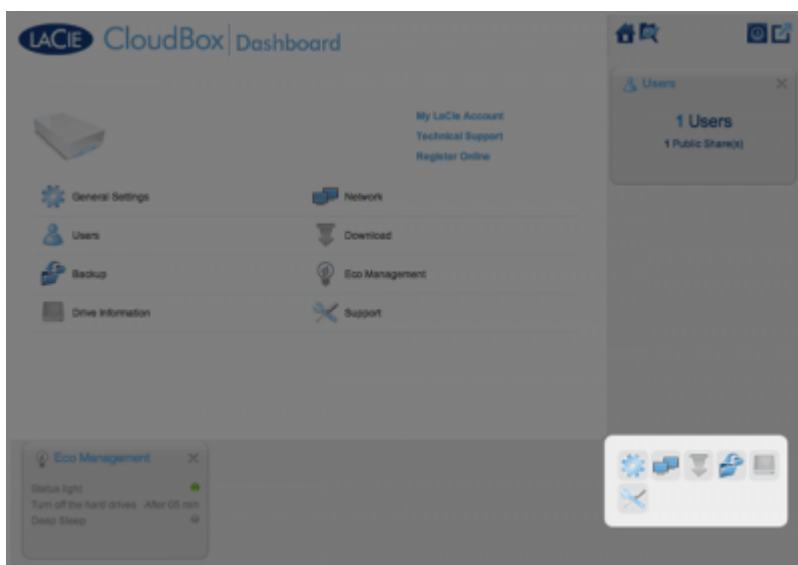 LACIE CloudBox Dashboard
My LaCie Account
Technical Support
Register Online
General Settings
Network
Users
Download
Backup
Eco Management
Drive Information
Support
Users
1 Users
1 Public Share(s)
Eco Management
Status light
Turn off the hard drives After 05 min
Deep Sleep